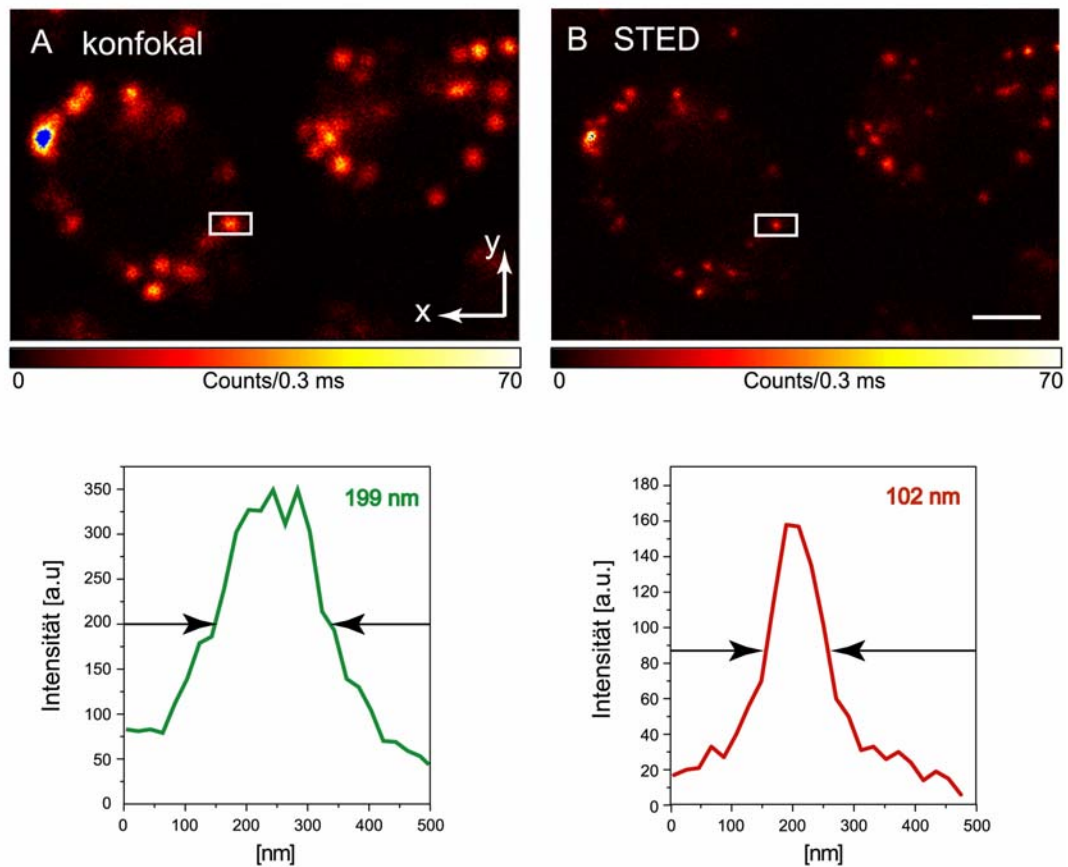 A konfokal
B STED
y
x
0 70
Counts/0.3 ms
0 70
Counts/0.3 ms
199 nm
350
300
250
200
150
100
50
0
Intensität [a.u]
0 100 200 300 400 500
[nm]
102 nm
180
160
140
120
100
80
60
40
20
0
Intensität [a.u.]
0 100 200 300 400 500
[nm]